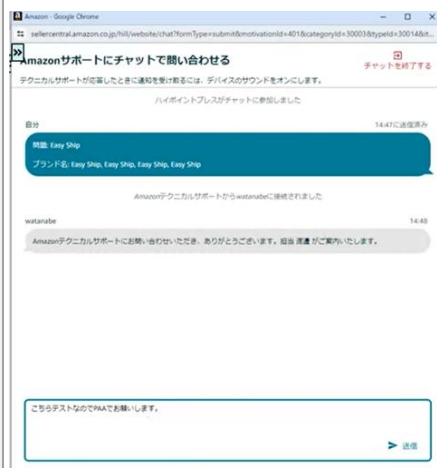 Amazon - Google Chrome
sellercentral.amazon.co.jp/hill/website/chat?formType=submit&motivationId=401&categoryId=30003&typeId=30014&it...
Amazonサポートにチャットで問い合わせる
チャットを終了する
テクニカルサポートが応答したときに通知を受け取るには、デバイスのサウンドをオンにします。
ハイポイントプレスがチャットに参加しました
自分 14:47に送信済み
問題: Easy Ship
ブランド名: Easy Ship, Easy Ship, Easy Ship, Easy Ship
Amazonテクニカルサポートからwatanabeに接続されました
watanabe 14:48
Amazonテクニカルサポートにお問い合わせいただき、ありがとうございます。担当 渡邊 がご案内いたします。
こちらテストなのでPAAでお願いします。
送信